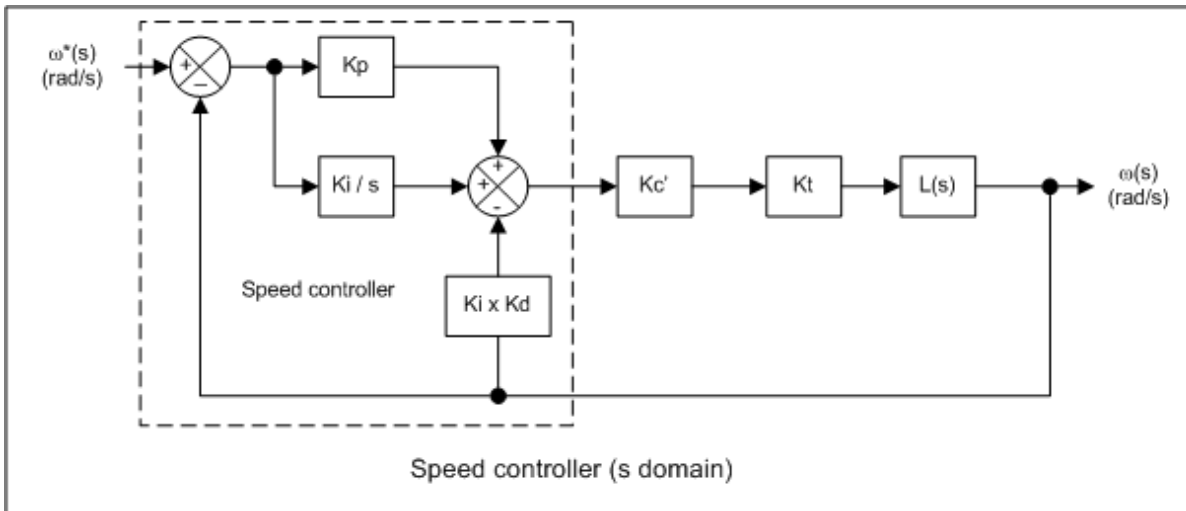 ω*(s)
(rad/s)
+
−
Kp
Ki / s
+
+
-
Kc'
Kt
L(s)
ω(s)
(rad/s)
Speed controller
Ki x Kd
Speed controller (s domain)